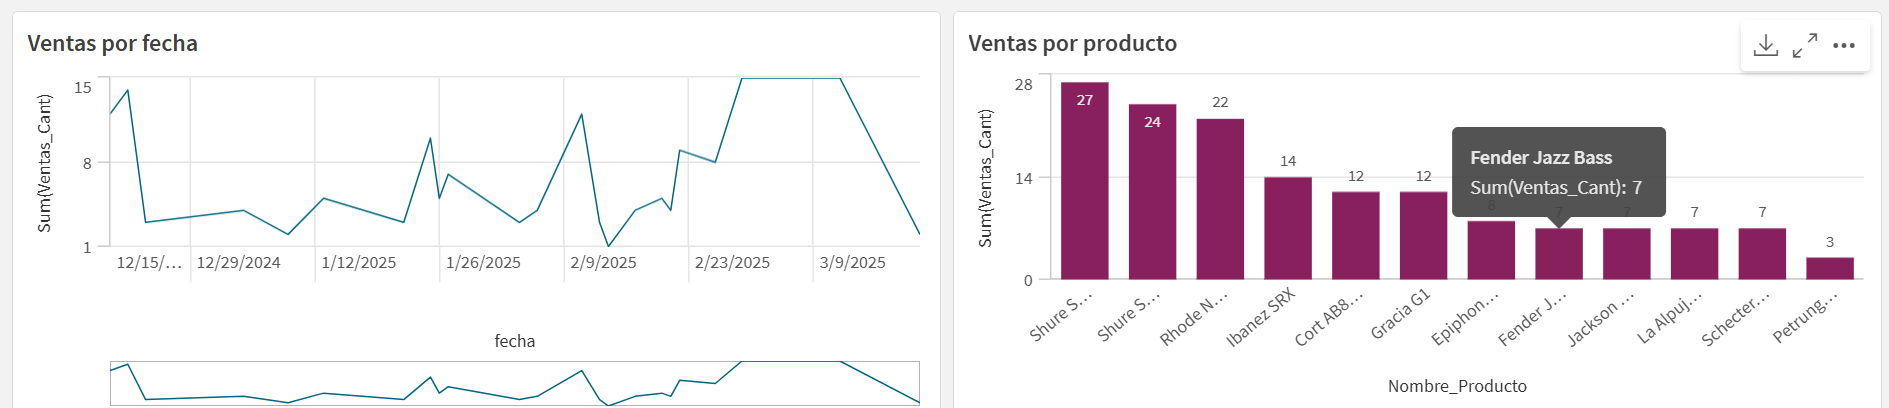 Ventas por fecha
Sum(Ventas_Cant)
15
8
1
12/15/...
12/29/2024
1/12/2025
1/26/2025
2/9/2025
2/23/2025
3/9/2025
fecha
Ventas por producto
Sum(Ventas_Cant)
28
14
0
27
24
22
14
12
12
8
7
7
7
7
3
Fender Jazz Bass
Sum(Ventas_Cant): 7
Shure S...
Shure S...
Rhode N...
Ibanez SRX
Cort AB8...
Gracia G1
Epiphon...
Fender J...
Jackson ...
La Alpuj...
Schecter...
Petrung...
Nombre_Producto